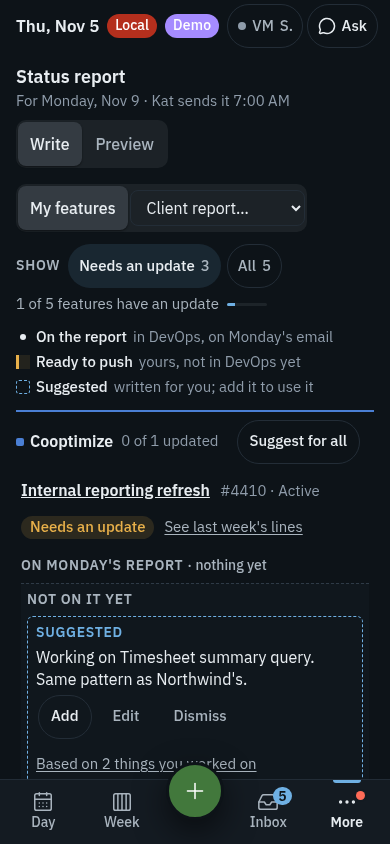 Thu, Nov 5 Local Demo VM S. Ask
Status report
For Monday, Nov 9 · Kat sends it 7:00 AM
Write Preview
My features Client report...
SHOW Needs an update 3 All 5
1 of 5 features have an update
On the report in DevOps, on Monday's email
Ready to push yours, not in DevOps yet
Suggested written for you; add it to use it
Cooptimize 0 of 1 updated Suggest for all
Internal reporting refresh #4410 · Active
Needs an update See last week's lines
ON MONDAY'S REPORT · nothing yet
NOT ON IT YET
SUGGESTED
Working on Timesheet summary query.
Same pattern as Northwind's.
Add Edit Dismiss
Based on 2 things you worked on
Day Week Inbox 5 More